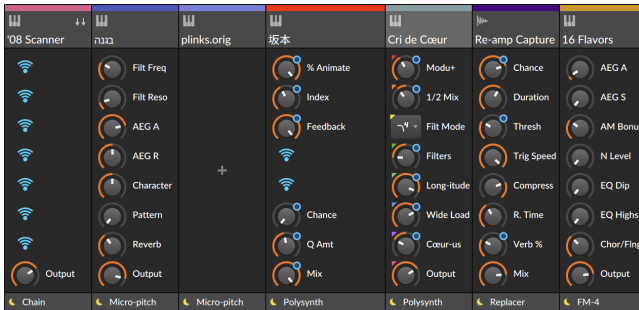 '08 Scanner
Output
Chain
בגנה
Filt Freq
Filt Reso
AEG A
AEG R
Character
Pattern
Reverb
Output
Micro-pitch
plinks.orig
Micro-pitch
坂本
% Animate
Index
Feedback
Chance
Q Amt
Mix
Polysynth
Cri de Cœur
Modu+
1/2 Mix
Filt Mode
Filters
Long-itude
Wide Load
Cœur-us
Output
Polysynth
Re-amp Capture
Chance
Duration
Thresh
Trig Speed
Compress
R. Time
Verb %
Mix
Replacer
16 Flavors
AEG A
AEG S
AM Bonu
N Level
EQ Dip
EQ Highs
Chor/Flng
Output
FM-4